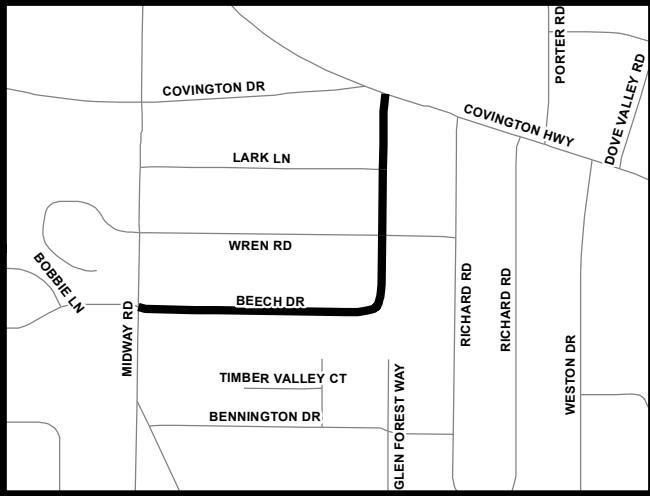 PORTER RD
DOVE VALLEY RD
COVINGTON DR
COVINGTON HWY
LARK LN
WREN RD
BOBBIE LN
BEECH DR
MIDWAY RD
RICHARD RD
RICHARD RD
WESTON DR
TIMBER VALLEY CT
GLEN FOREST WAY
BENNINGTON DR